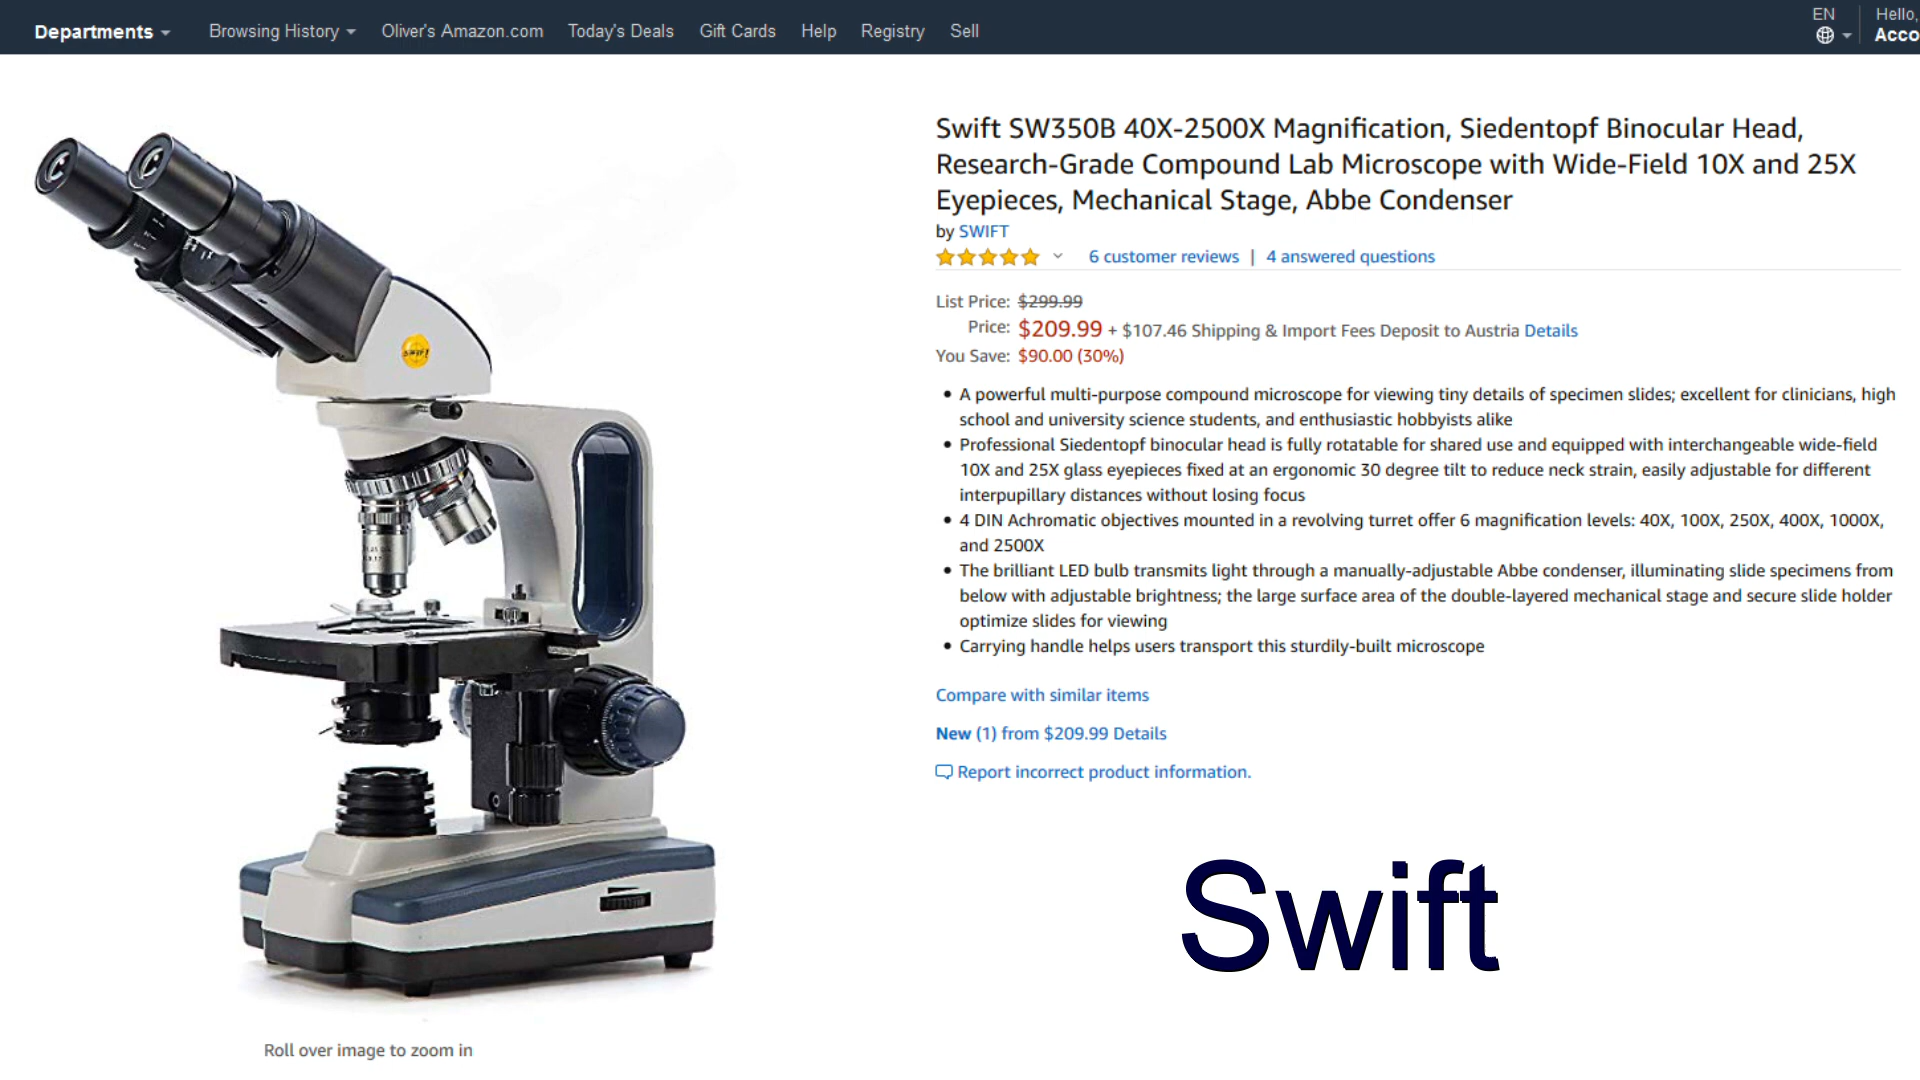 Departments
Browsing History
Oliver's Amazon.com
Today's Deals
Gift Cards
Help
Registry
Sell
EN
Hello,
Acco
Swift SW350B 40X-2500X Magnification, Siedentopf Binocular Head,
Research-Grade Compound Lab Microscope with Wide-Field 10X and 25X
Eyepieces, Mechanical Stage, Abbe Condenser
by SWIFT
6 customer reviews | 4 answered questions
List Price: $299.99
Price: $209.99 + $107.46 Shipping & Import Fees Deposit to Austria Details
You Save: $90.00 (30%)
• A powerful multi-purpose compound microscope for viewing tiny details of specimen slides; excellent for clinicians, high
school and university science students, and enthusiastic hobbyists alike
• Professional Siedentopf binocular head is fully rotatable for shared use and equipped with interchangeable wide-field
10X and 25X glass eyepieces fixed at an ergonomic 30 degree tilt to reduce neck strain, easily adjustable for different
interpupillary distances without losing focus
• 4 DIN Achromatic objectives mounted in a revolving turret offer 6 magnification levels: 40X, 100X, 250X, 400X, 1000X,
and 2500X
• The brilliant LED bulb transmits light through a manually-adjustable Abbe condenser, illuminating slide specimens from
below with adjustable brightness; the large surface area of the double-layered mechanical stage and secure slide holder
optimize slides for viewing
• Carrying handle helps users transport this sturdily-built microscope
Compare with similar items
New (1) from $209.99 Details
Report incorrect product information.
SWIFT
Swift
Roll over image to zoom in